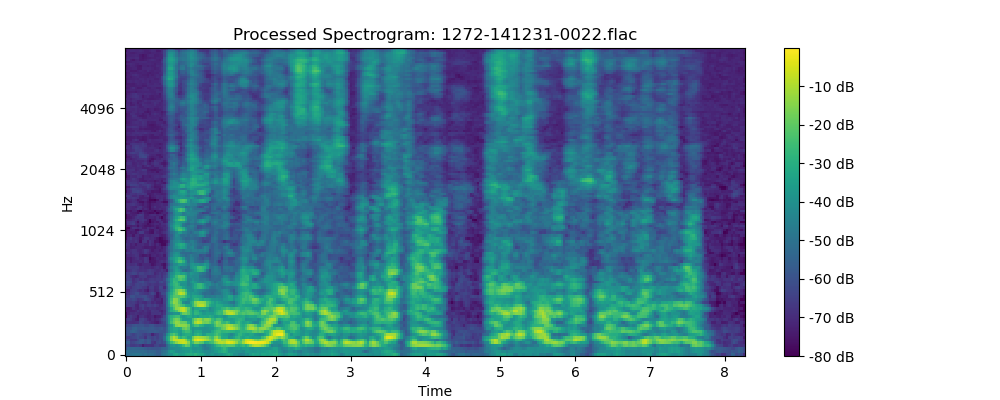 Processed Spectrogram: 1272-141231-0022.flac
Hz
4096
2048
1024
512
0
0 1 2 3 4 5 6 7 8
Time
-10 dB
-20 dB
-30 dB
-40 dB
-50 dB
-60 dB
-70 dB
-80 dB